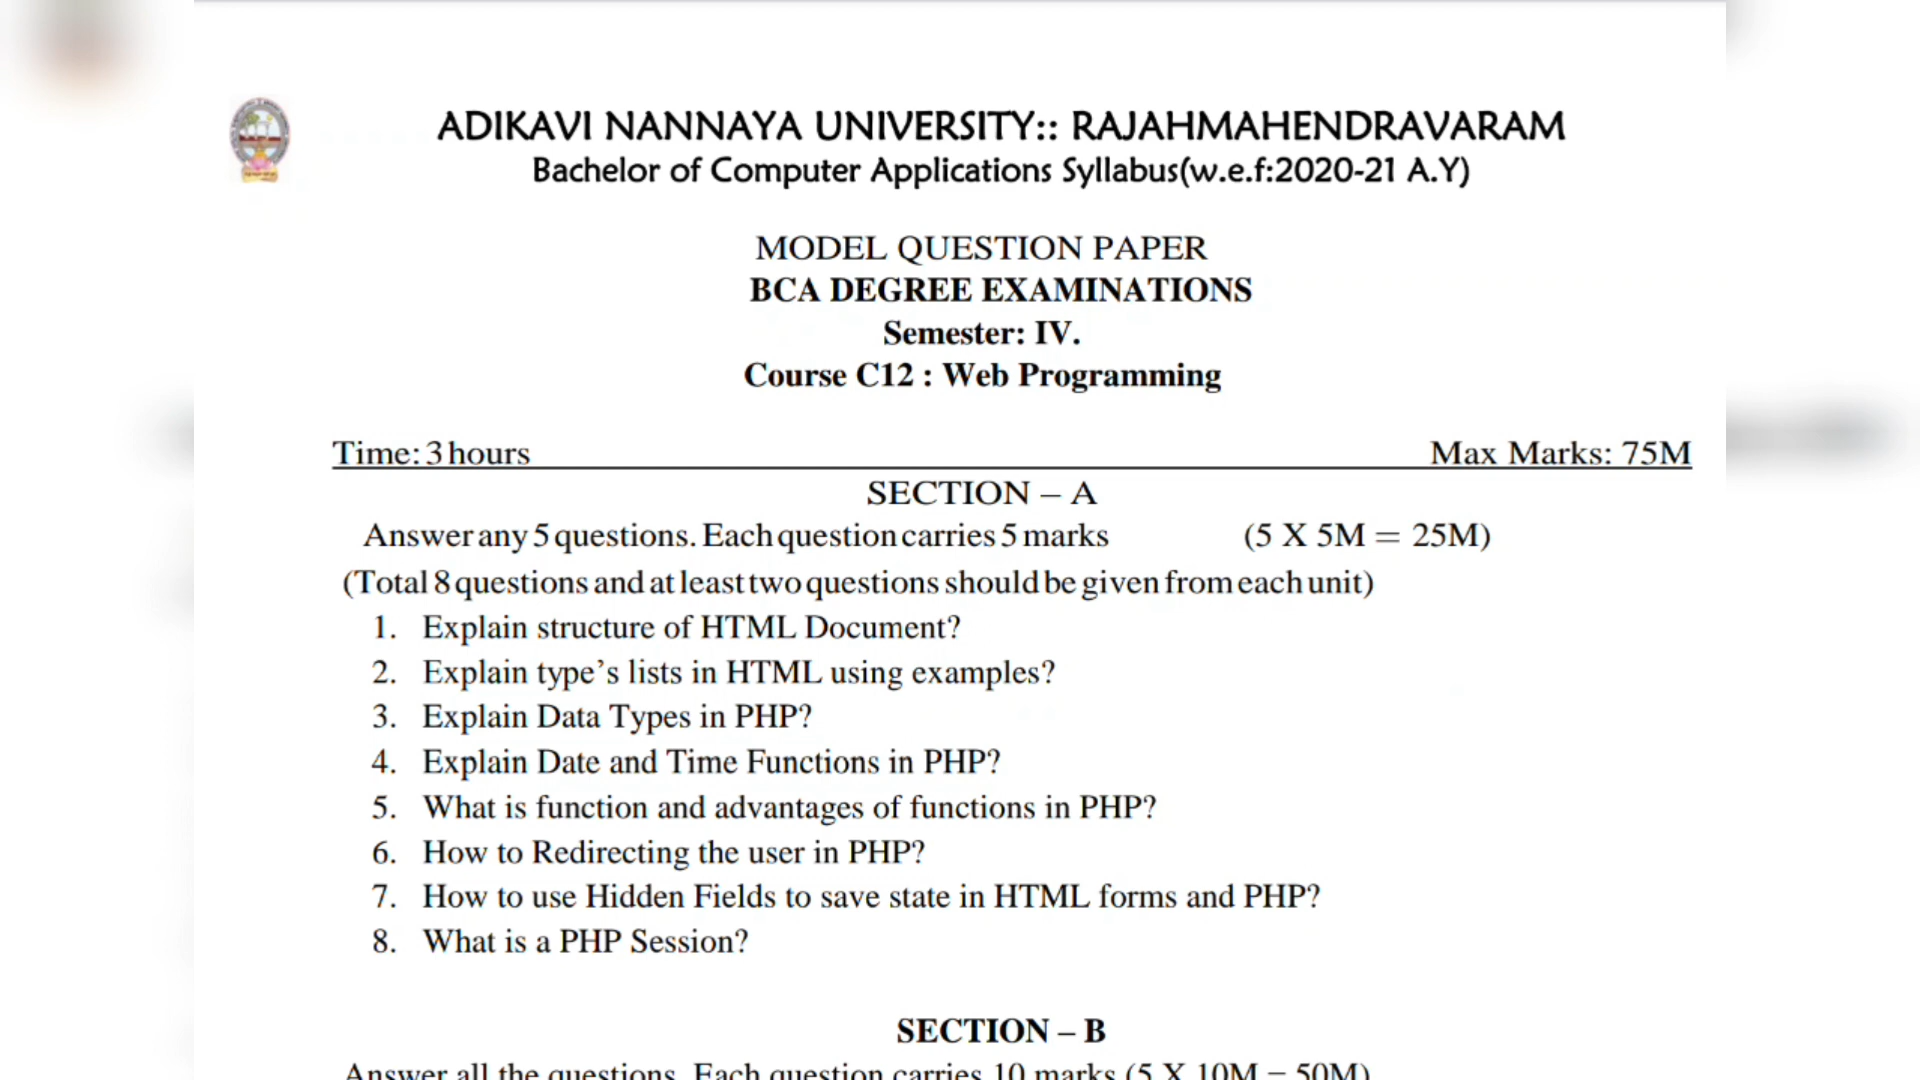 ADIKAVI NANNAYA UNIVERSITY:: RAJAHMAHENDRAVARAM
Bachelor of Computer Applications Syllabus(w.e.f:2020-21 A.Y)
MODEL QUESTION PAPER
BCA DEGREE EXAMINATIONS
Semester: IV.
Course C12 : Web Programming
Time: 3 hours Max Marks: 75M
SECTION – A
Answer any 5 questions. Each question carries 5 marks (5 X 5M = 25M)
(Total 8 questions and at least two questions should be given from each unit)
1. Explain structure of HTML Document?
2. Explain type’s lists in HTML using examples?
3. Explain Data Types in PHP?
4. Explain Date and Time Functions in PHP?
5. What is function and advantages of functions in PHP?
6. How to Redirecting the user in PHP?
7. How to use Hidden Fields to save state in HTML forms and PHP?
8. What is a PHP Session?
SECTION – B
Answer all the questions. Each question carries 10 marks (5 X 10M = 50M)